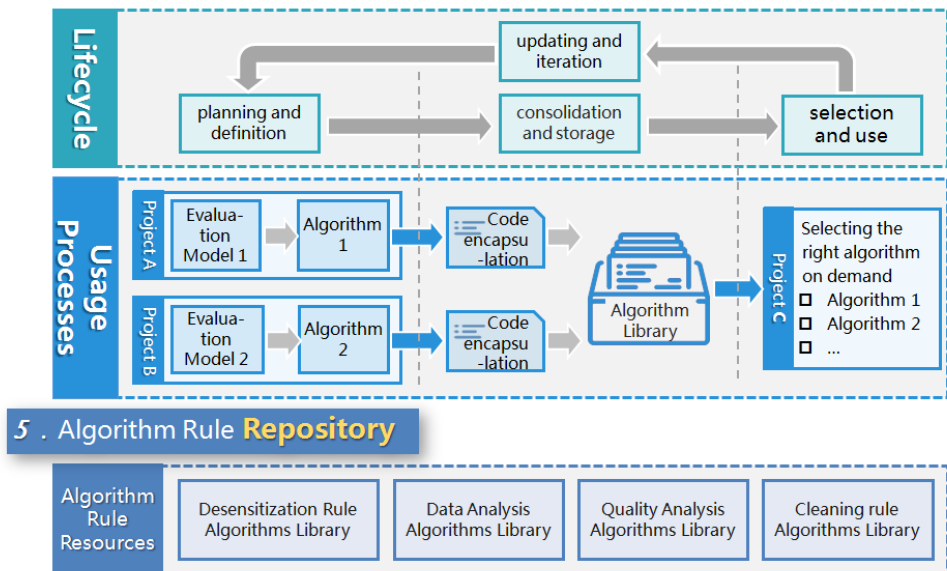 Lifecycle
updating and
iteration
planning and
definition
consolidation
and storage
selection
and use
Usage
Processes
Project A
Evalua-
tion
Model 1
Algorithm
1
Code
encapsu
-lation
Project B
Evalua-
tion
Model 2
Algorithm
2
Code
encapsu
-lation
Algorithm
Library
Project C
Selecting the
right algorithm
on demand
Algorithm 1
Algorithm 2
...
5 . Algorithm Rule Repository
Algorithm
Rule
Resources
Desensitization Rule
Algorithms Library
Data Analysis
Algorithms Library
Quality Analysis
Algorithms Library
Cleaning rule
Algorithms Library